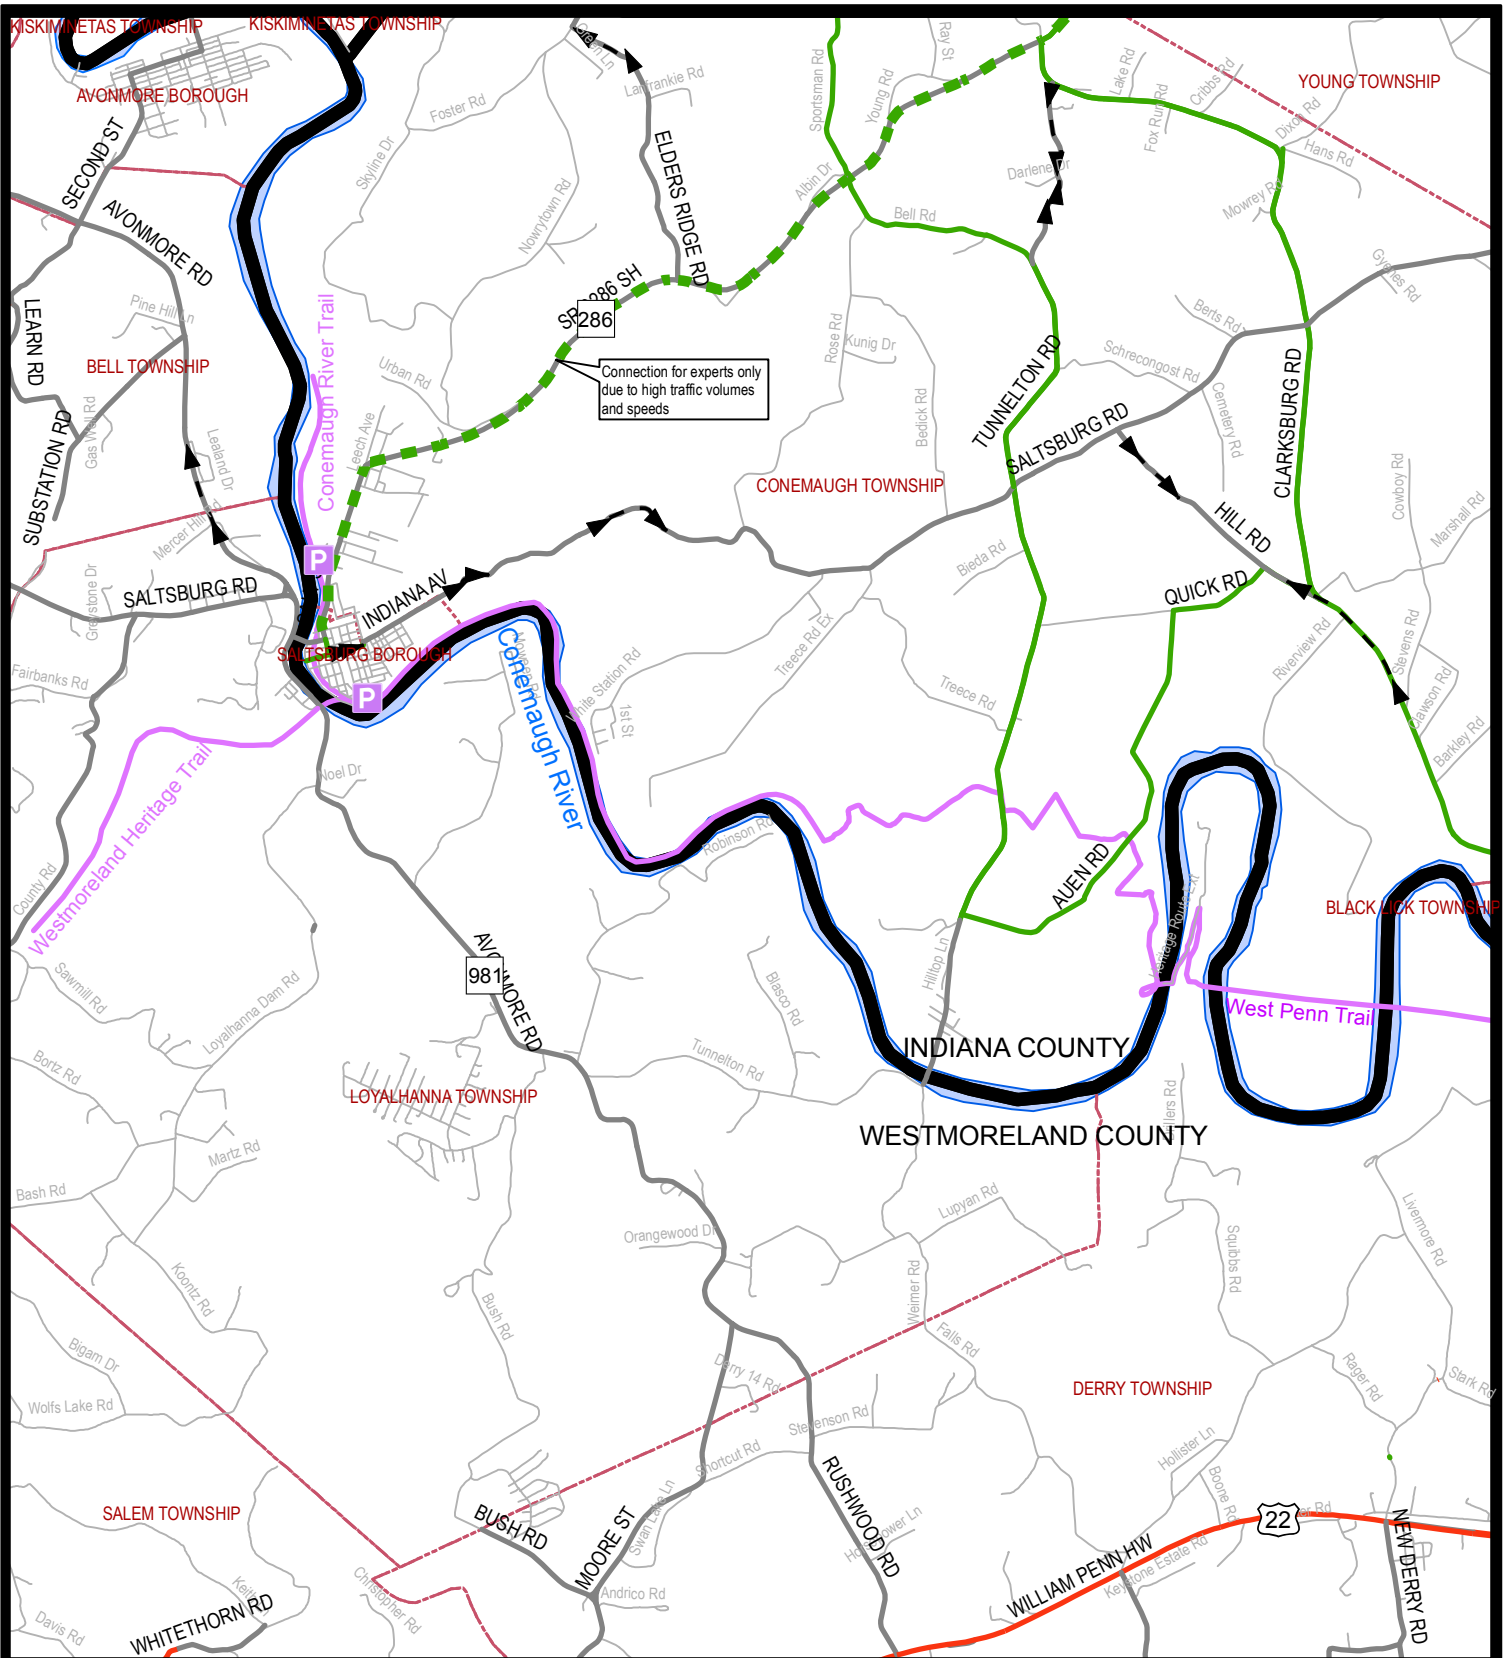 KISKIMINETAS TOWNSHIP
KISKIMINETAS TOWNSHIP
Green Ln
Ray St
Lanfrankie Rd
Sportsman Rd
Young Rd
Lake Rd
Cribbs Rd
YOUNG TOWNSHIP
AVONMORE BOROUGH
Foster Rd
Fox Run Rd
Dixon Rd
Hans Rd
SECOND ST
Skyline Dr
ELDERS RIDGE RD
Albin Dr
Darlene Dr
Mowrey Rd
AVONMORE RD
Nowrytown Rd
Bell Rd
LEARN RD
Pine Hill Ln
Conemaugh River Trail
SR 286 SH
286
Rose Rd
Kunig Dr
Berts Rd
BELL TOWNSHIP
Urban Rd
Connection for experts only
due to high traffic volumes
and speeds
TUNNELTON RD
Schrecongost Rd
Cemetery Rd
CLARKSBURG RD
SUBSTATION RD
Gas Well Rd
Lealand Dr
Leech Ave
Bedick Rd
SALTSBURG RD
CONEMAUGH TOWNSHIP
Cowboy Rd
Marshall Rd
Mercer Hill Rd
P
HILL RD
Bieda Rd
QUICK RD
Greystone Dr
SALTSBURG RD
INDIANA AV
SALTSBURG BOROUGH
P
Fairbanks Rd
Conemaugh River
White Station Rd
1st St
Treece Rd Ex
Treece Rd
Riverview Rd
Stevens Rd
Clawson Rd
Barkley Rd
Westmoreland Heritage Trail
Noel Dr
Robinson Rd
AUEN RD
County Rd
BLACK LICK TOWNSHIP
Heritage Route Ext
Hilltop Ln
981
AVONMORE RD
Sawmill Rd
Loyalhanna Dam Rd
Blasco Rd
West Penn Trail
INDIANA COUNTY
Bortz Rd
Tunnelton Rd
LOYALHANNA TOWNSHIP
WESTMORELAND COUNTY
Martz Rd
Bash Rd
Lupyan Rd
Livermore Rd
Orangewood Dr
Squibbs Rd
Koontz Rd
Bush Rd
Weimer Rd
Falls Rd
Bigam Dr
Derry 14 Rd
Rager Rd
Stark Rd
DERRY TOWNSHIP
Wolfs Lake Rd
Stevenson Rd
Shortcut Rd
Hollister Ln
Boone Rd
SALEM TOWNSHIP
BUSH RD
Swan Lake Ln
MOORE ST
RUSHWOOD RD
22
WILLIAM PENN HW
Keystone Estate Rd
NEW DERRY RD
Christopher Rd
Andrico Rd
WHITETHORN RD
Davis Rd